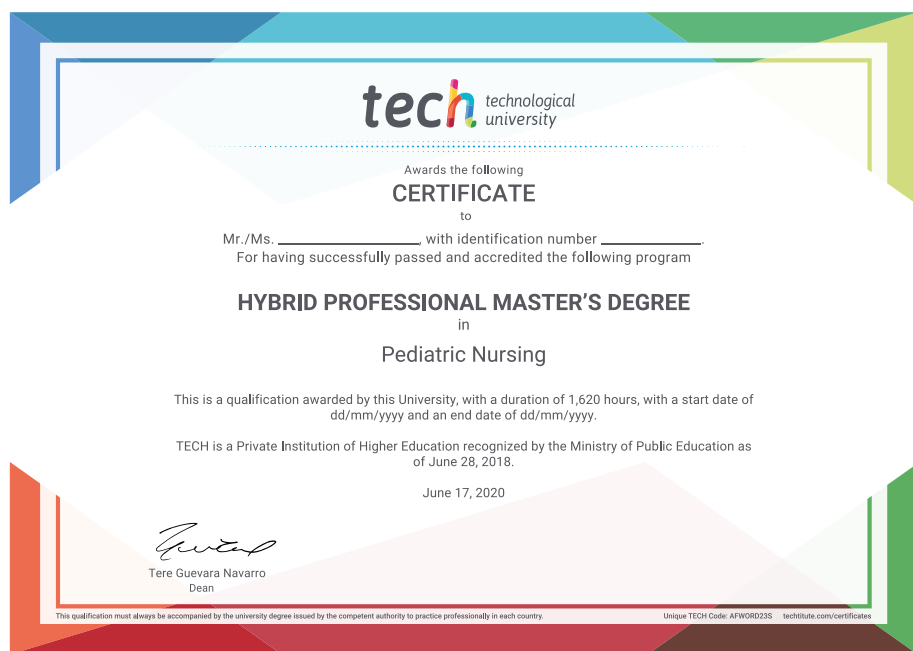 tech technological
university
Awards the following
CERTIFICATE
to
Mr./Ms. ____________________, with identification number ______________.
For having successfully passed and accredited the following program
HYBRID PROFESSIONAL MASTER'S DEGREE
in
Pediatric Nursing
This is a qualification awarded by this University, with a duration of 1,620 hours, with a start date of
dd/mm/yyyy and an end date of dd/mm/yyyy.
TECH is a Private Institution of Higher Education recognized by the Ministry of Public Education as
of June 28, 2018.
June 17, 2020
Tere Guevara Navarro
Dean
This qualification must always be accompanied by the university degree issued by the competent authority to practice professionally in each country.
Unique TECH Code: AFWORD23S techtitute.com/certificates